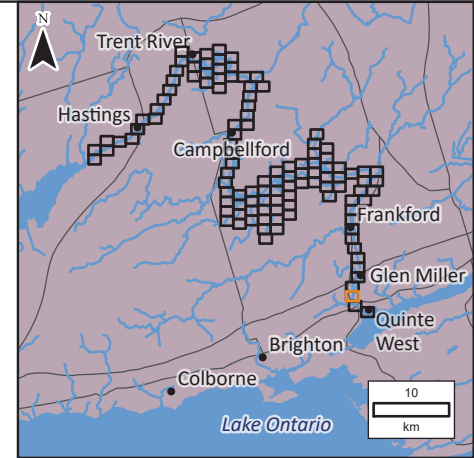 N
Trent River
Hastings
Campbellford
Frankford
Glen Miller
Quinte
West
Brighton
Colborne
10
km
Lake Ontario